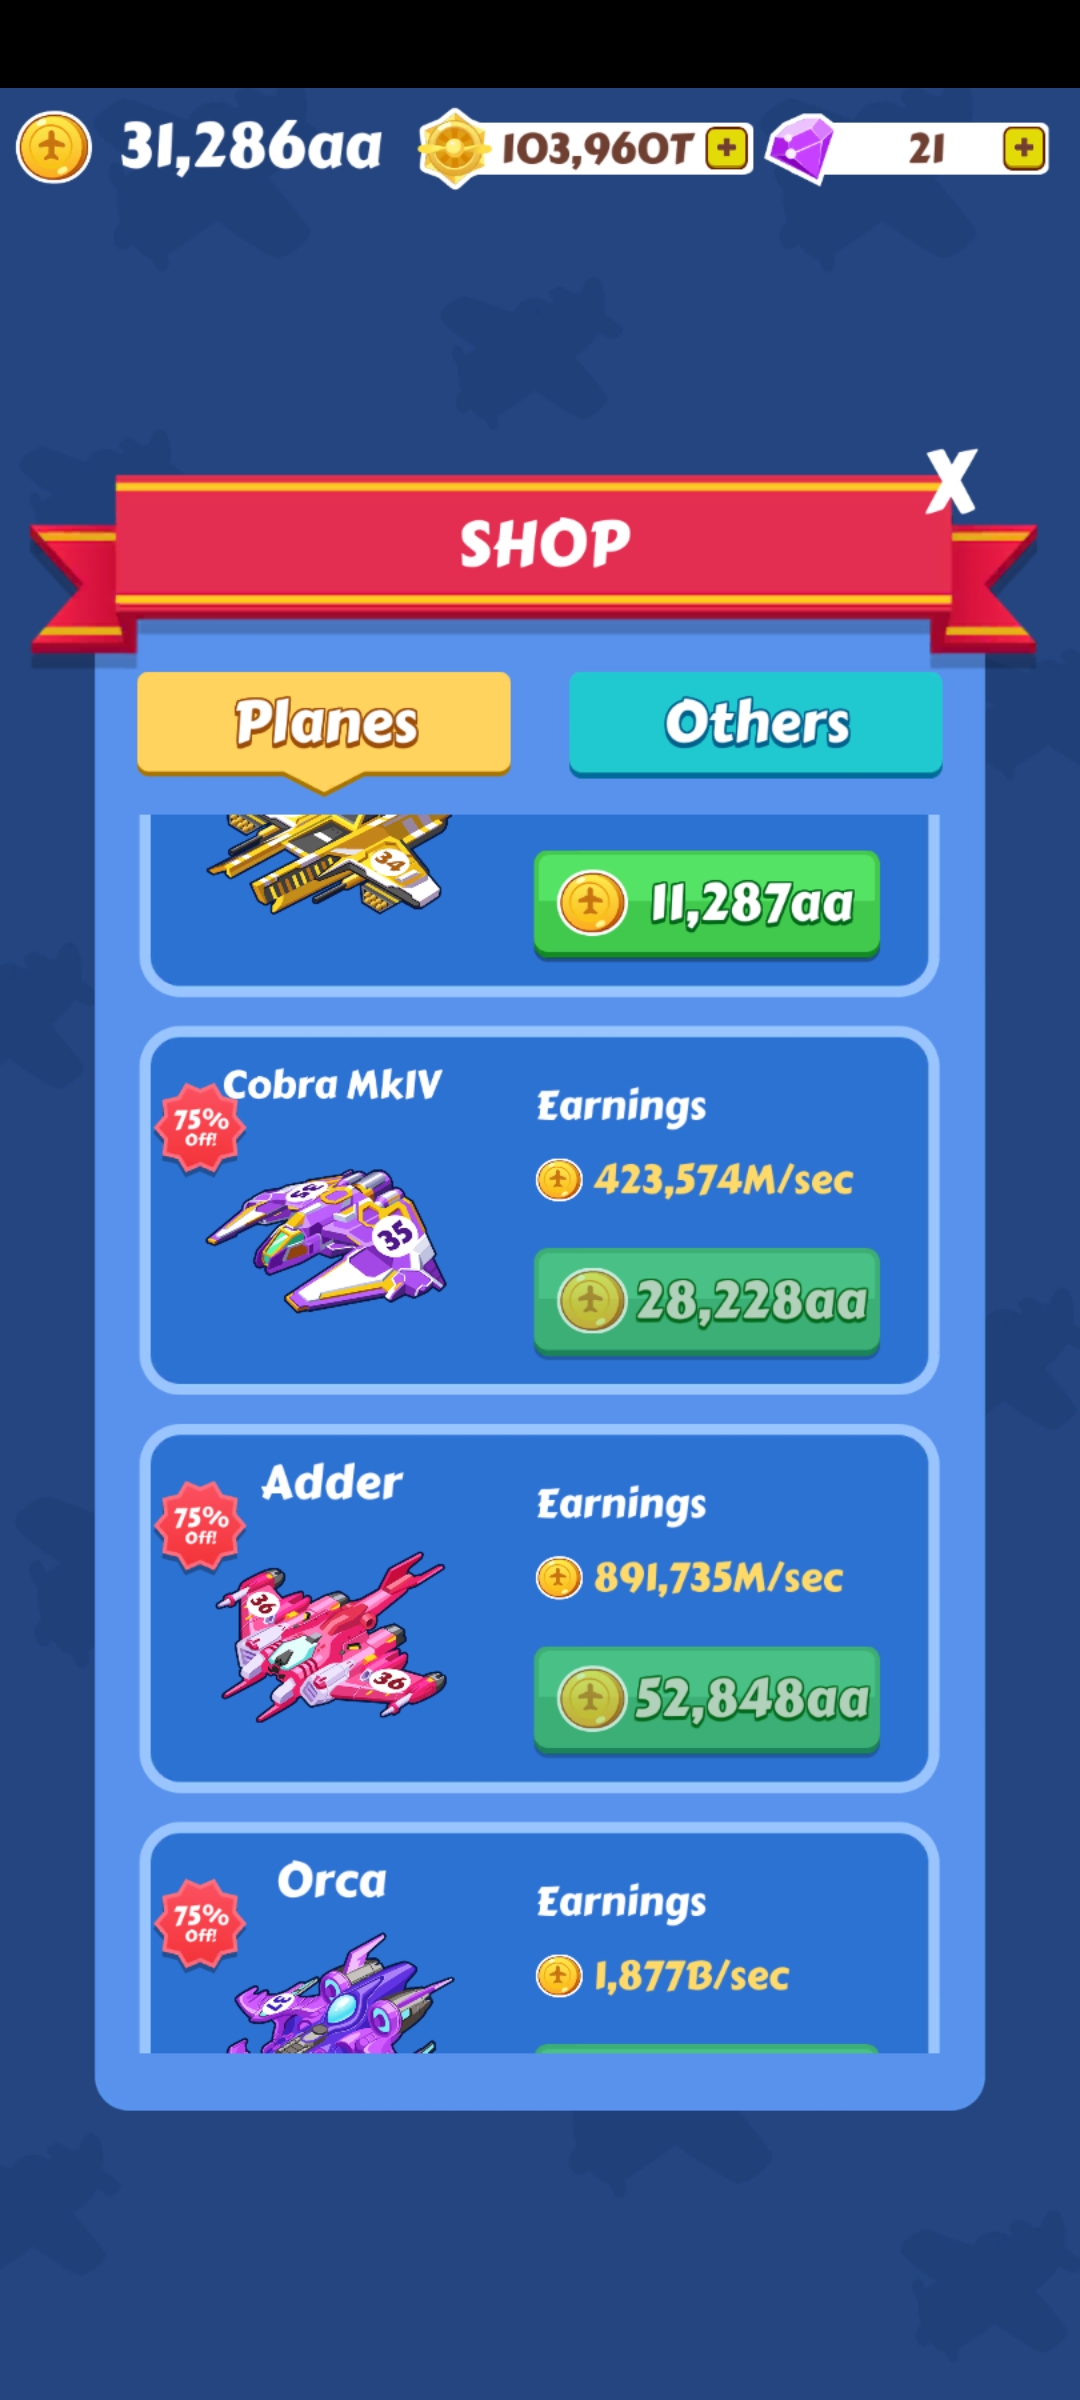 31,286aa
103,960T
+
21
+
X
SHOP
Planes
Others
34
11,287aa
Cobra MkIV
75%
Off!
Earnings
423,574M/sec
35
35
28,228aa
Adder
75%
Off!
Earnings
891,735M/sec
36
36
52,848aa
Orca
75%
Off!
Earnings
1,877B/sec
37